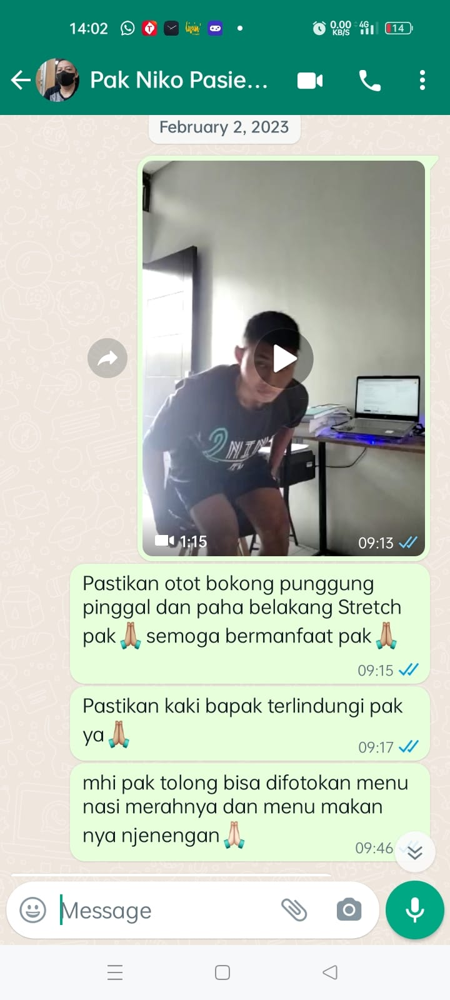 14:02
livin'
0.00
KB/S
4G
14
Pak Niko Pasie...
February 2, 2023
NIN
1:15
09:13
Pastikan otot bokong punggung
pinggal dan paha belakang Stretch
pak🙏🏼semoga bermanfaat pak🙏🏼
09:15
Pastikan kaki bapak terlindungi pak
ya🙏🏼
09:17
mhi pak tolong bisa difotokan menu
nasi merahnya dan menu makan
nya njenengan🙏🏻
09:46
Message